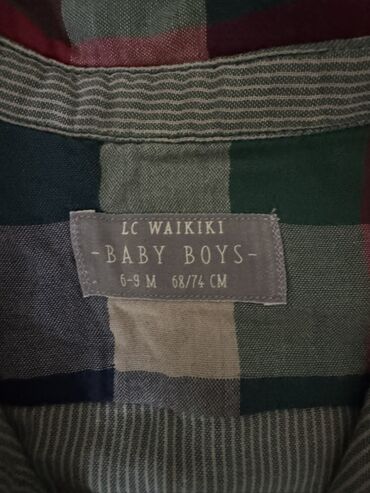 LC WAIKIKI
-BABY BOYS-
6-9 M 68/74 CM